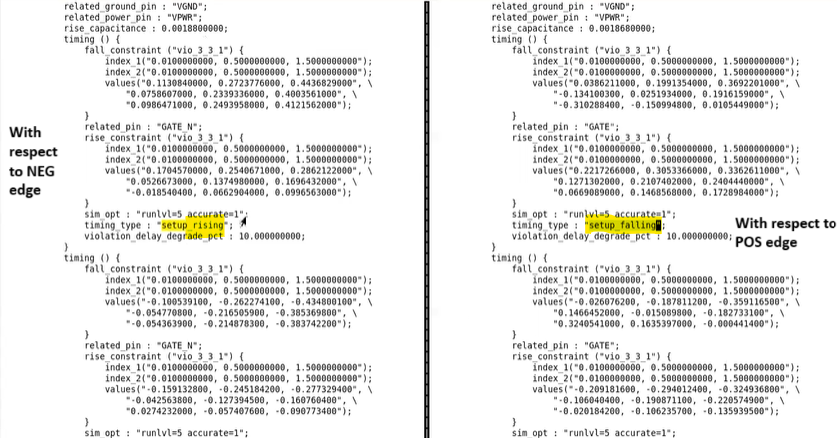 related_ground_pin : "VGND";
related_power_pin : "VPWR";
rise_capacitance : 0.0018800000;
timing () {
fall_constraint ("vio_3_3_1") {
index_1("0.0100000000, 0.5000000000, 1.5000000000");
index_2("0.0100000000, 0.5000000000, 1.5000000000");
values("0.1130840000, 0.2723776000, 0.4436829000", \
"0.0758607000, 0.2339336000, 0.4003561000", \
"0.0986471000, 0.2493958000, 0.4121562000");
}
related_pin : "GATE_N";
rise_constraint ("vio_3_3_1") {
index_1("0.0100000000, 0.5000000000, 1.5000000000");
index_2("0.0100000000, 0.5000000000, 1.5000000000");
values("0.1704570000, 0.2540671000, 0.2862122000", \
"0.0526673000, 0.1374980000, 0.1696432000", \
"-0.018540400, 0.0662904000, 0.0996563000");
}
sim_opt : "runlvl=5 accurate=1";
timing_type : "setup_rising";
violation_delay_degrade_pct : 10.000000000;
}
timing () {
fall_constraint ("vio_3_3_1") {
index_1("0.0100000000, 0.5000000000, 1.5000000000");
index_2("0.0100000000, 0.5000000000, 1.5000000000");
values("-0.100539100, -0.262274100, -0.434800100", \
"-0.054770800, -0.216505900, -0.385369800", \
"-0.054363900, -0.214878300, -0.383742200");
}
related_pin : "GATE_N";
rise_constraint ("vio_3_3_1") {
index_1("0.0100000000, 0.5000000000, 1.5000000000");
index_2("0.0100000000, 0.5000000000, 1.5000000000");
values("-0.159132800, -0.245184200, -0.277329400", \
"-0.042563800, -0.127394500, -0.160760400", \
"0.0274232000, -0.057407600, -0.090773400");
}
sim_opt : "runlvl=5 accurate=1";
With
respect
to NEG
edge
related_ground_pin : "VGND";
related_power_pin : "VPWR";
rise_capacitance : 0.0018680000;
timing () {
fall_constraint ("vio_3_3_1") {
index_1("0.0100000000, 0.5000000000, 1.5000000000");
index_2("0.0100000000, 0.5000000000, 1.5000000000");
values("0.0386211000, 0.1991354000, 0.3692201000", \
"-0.134100300, 0.0251934000, 0.1916159000", \
"-0.310288400, -0.150994800, 0.0105449000");
}
related_pin : "GATE";
rise_constraint ("vio_3_3_1") {
index_1("0.0100000000, 0.5000000000, 1.5000000000");
index_2("0.0100000000, 0.5000000000, 1.5000000000");
values("0.2217266000, 0.3053366000, 0.3362611000", \
"0.1271302000, 0.2107402000, 0.2404440000", \
"0.0669089000, 0.1468568000, 0.1728984000");
}
sim_opt : "runlvl=5 accurate=1";
timing_type : "setup_falling";
violation_delay_degrade_pct : 10.000000000;
}
timing () {
fall_constraint ("vio_3_3_1") {
index_1("0.0100000000, 0.5000000000, 1.5000000000");
index_2("0.0100000000, 0.5000000000, 1.5000000000");
values("-0.026076200, -0.187811200, -0.359116500", \
"0.1466452000, -0.015089800, -0.182733100", \
"0.3240541000, 0.1635397000, -0.000441400");
}
related_pin : "GATE";
rise_constraint ("vio_3_3_1") {
index_1("0.0100000000, 0.5000000000, 1.5000000000");
index_2("0.0100000000, 0.5000000000, 1.5000000000");
values("-0.209181600, -0.294012400, -0.324936800", \
"-0.106040400, -0.190871100, -0.220574900", \
"-0.020184200, -0.106235700, -0.135939500");
}
sim_opt : "runlvl=5 accurate=1";
With respect to
POS edge